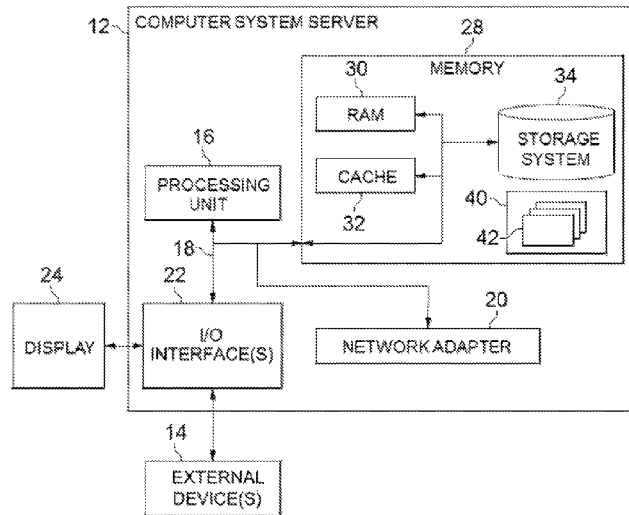 12
COMPUTER SYSTEM SERVER
28
MEMORY
30
RAM
34
STORAGE
SYSTEM
16
PROCESSING
UNIT
CACHE
32
40
42
18
24
22
DISPLAY
I/O
INTERFACE(S)
20
NETWORK ADAPTER
14
EXTERNAL
DEVICE(S)